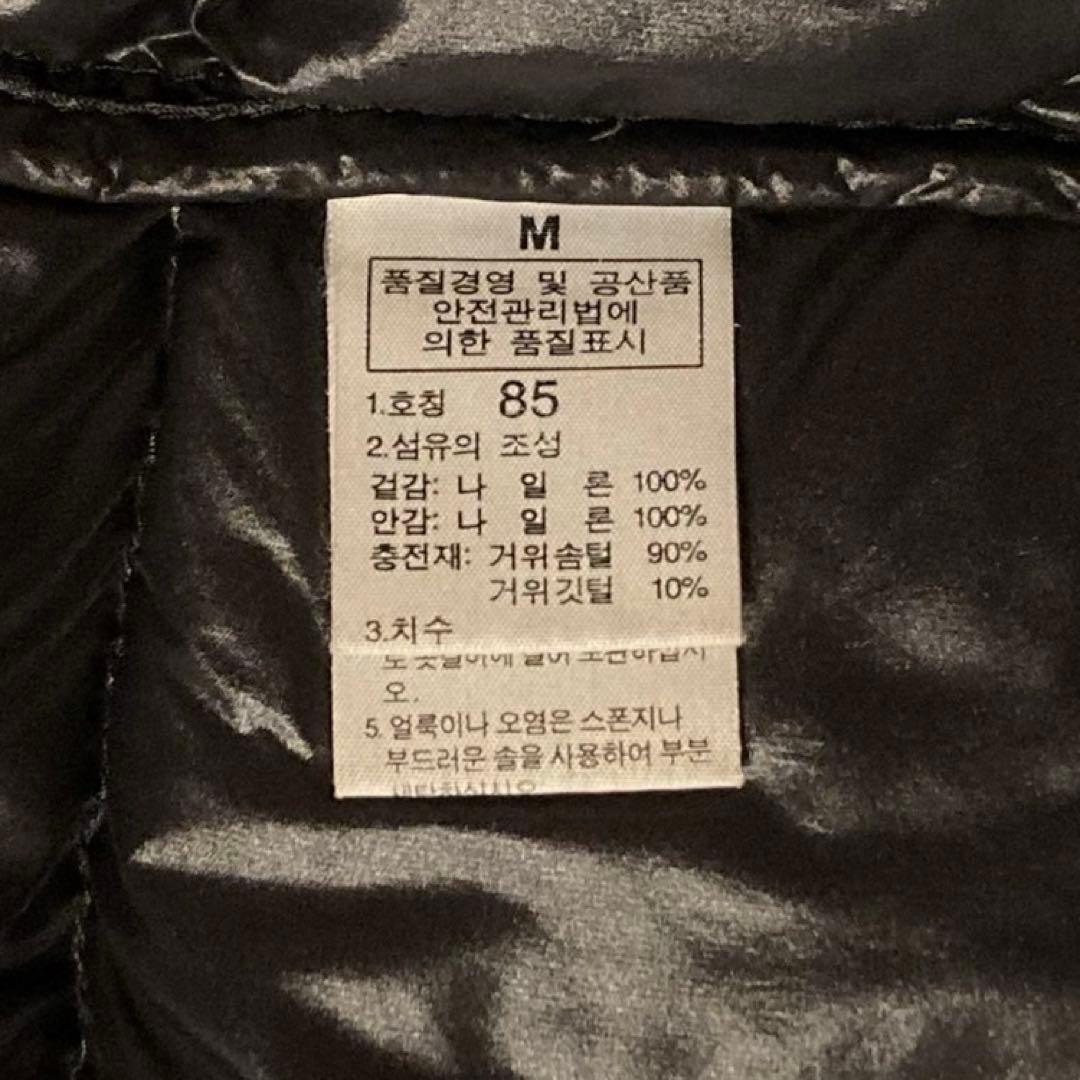 M
품질경영 및 공산품
안전관리법에
의한 품질표시
1.호칭 85
2.섬유의 조성
겉감: 나 일 론 100%
안감: 나 일 론 100%
충전재: 거위솜털 90%
거위깃털 10%
3.치수
오.
5. 얼룩이나 오염은 스폰지나
부드러운 솔을 사용하여 부분